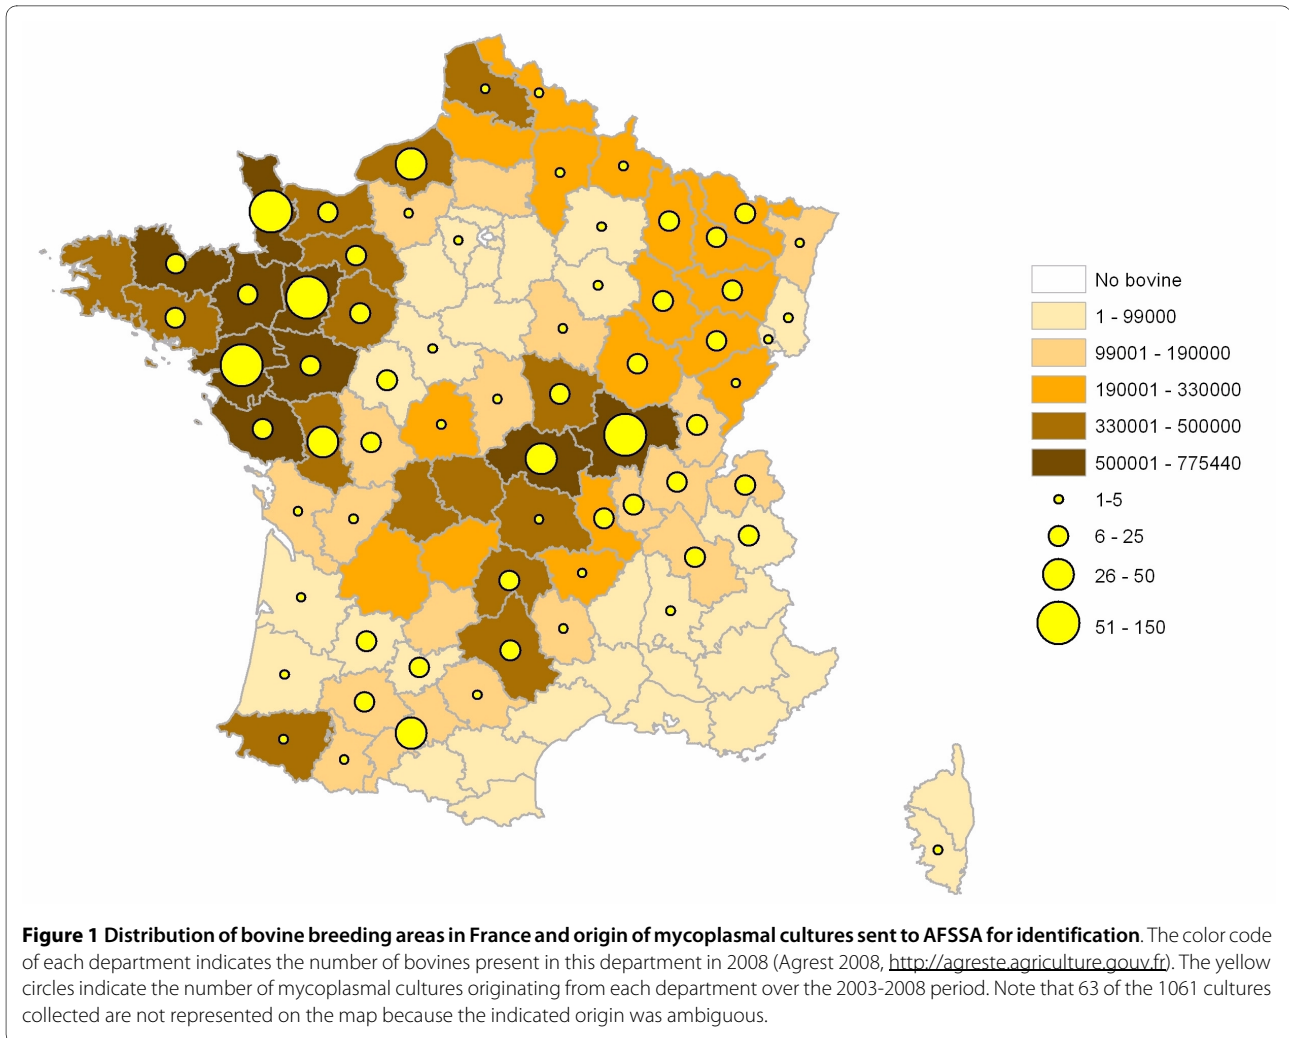 No bovine
1 - 99000
99001 - 190000
190001 - 330000
330001 - 500000
500001 - 775440
1-5
6 - 25
26 - 50
51 - 150
Figure 1 Distribution of bovine breeding areas in France and origin of mycoplasmal cultures sent to AFSSA for identification. The color code
of each department indicates the number of bovines present in this department in 2008 (Agrest 2008, http://agreste.agriculture.gouv.fr). The yellow
circles indicate the number of mycoplasmal cultures originating from each department over the 2003-2008 period. Note that 63 of the 1061 cultures
collected are not represented on the map because the indicated origin was ambiguous.